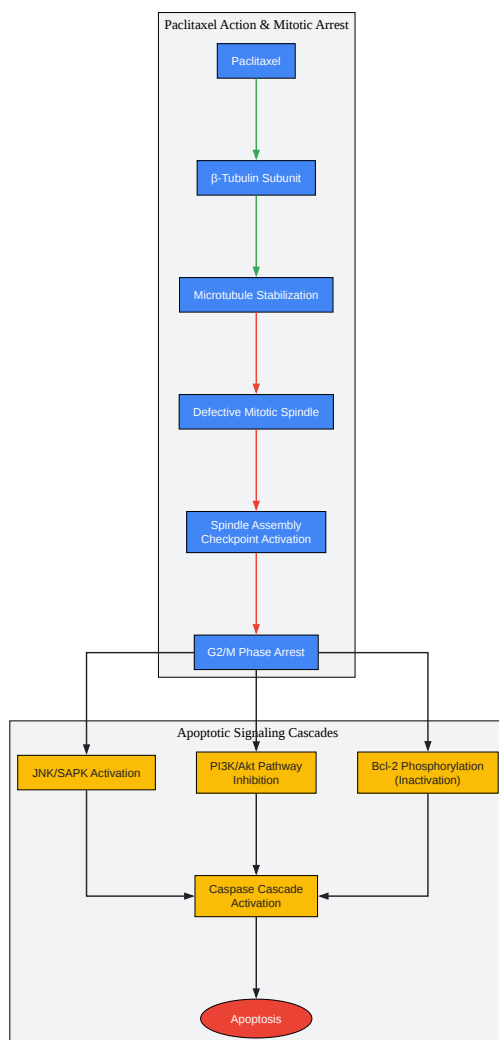 Paclitaxel Action & Mitotic Arrest
Paclitaxel
β-Tubulin Subunit
Microtubule Stabilization
Defective Mitotic Spindle
Spindle Assembly
Checkpoint Activation
G2/M Phase Arrest
Apoptotic Signaling Cascades
JNK/SAPK Activation
PI3K/Akt Pathway
Inhibition
Bcl-2 Phosphorylation
(Inactivation)
Caspase Cascade
Activation
Apoptosis